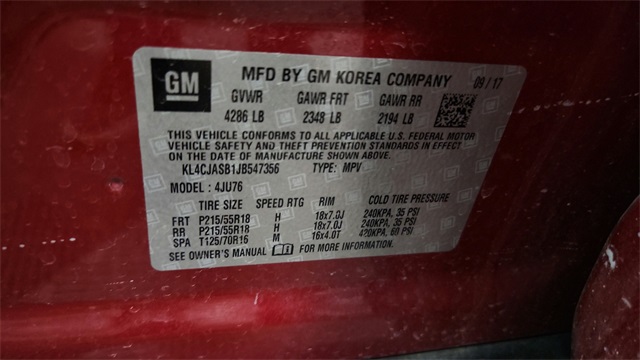 GM MFD BY GM KOREA COMPANY 09/17
GVWR GAWR FRT GAWR RR
4286 LB 2348 LB 2194 LB
THIS VEHICLE CONFORMS TO ALL APPLICABLE U.S. FEDERAL MOTOR
VEHICLE SAFETY AND THEFT PREVENTION STANDARDS IN EFFECT ON
THE DATE OF MANUFACTURE SHOWN ABOVE.
KL4CJASB1JB547356 TYPE: MPV
MODEL: 4JU76
TIRE SIZE SPEED RTG RIM COLD TIRE PRESSURE
FRT P215/55R18 H 18x7.0J 240KPA, 35 PSI
RR P215/55R18 H 18x7.0J 240KPA, 35 PSI
SPA T125/70R16 M 16x4.0T 420KPA, 60 PSI
SEE OWNER'S MANUAL FOR MORE INFORMATION